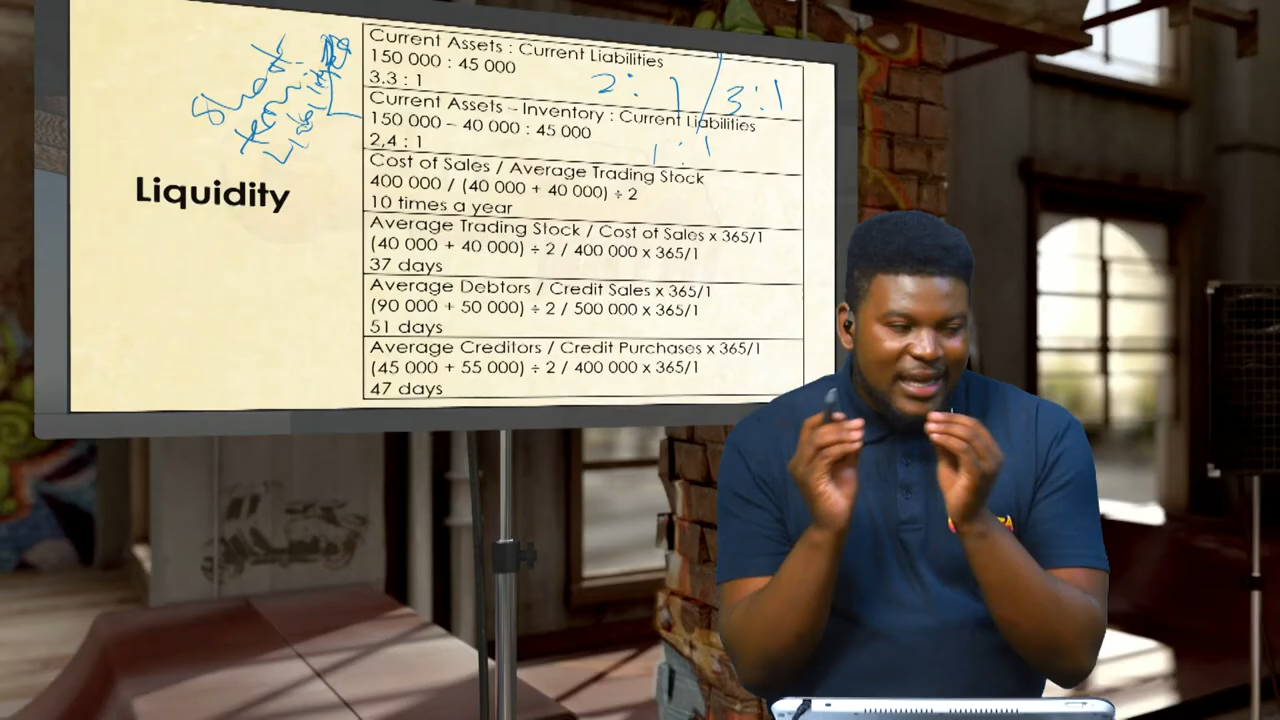 Short
term
Liabilities
Liquidity
Current Assets : Current Liabilities
150 000 : 45 000
3.3 : 1
2 : 1 / 3 : 1
Current Assets – Inventory : Current Liabilities
150 000 – 40 000 : 45 000
2,4 : 1
1 : 1
Cost of Sales / Average Trading Stock
400 000 / (40 000 + 40 000) ÷ 2
10 times a year
Average Trading Stock / Cost of Sales x 365/1
(40 000 + 40 000) ÷ 2 / 400 000 x 365/1
37 days
Average Debtors / Credit Sales x 365/1
(90 000 + 50 000) ÷ 2 / 500 000 x 365/1
51 days
Average Creditors / Credit Purchases x 365/1
(45 000 + 55 000) ÷ 2 / 400 000 x 365/1
47 days